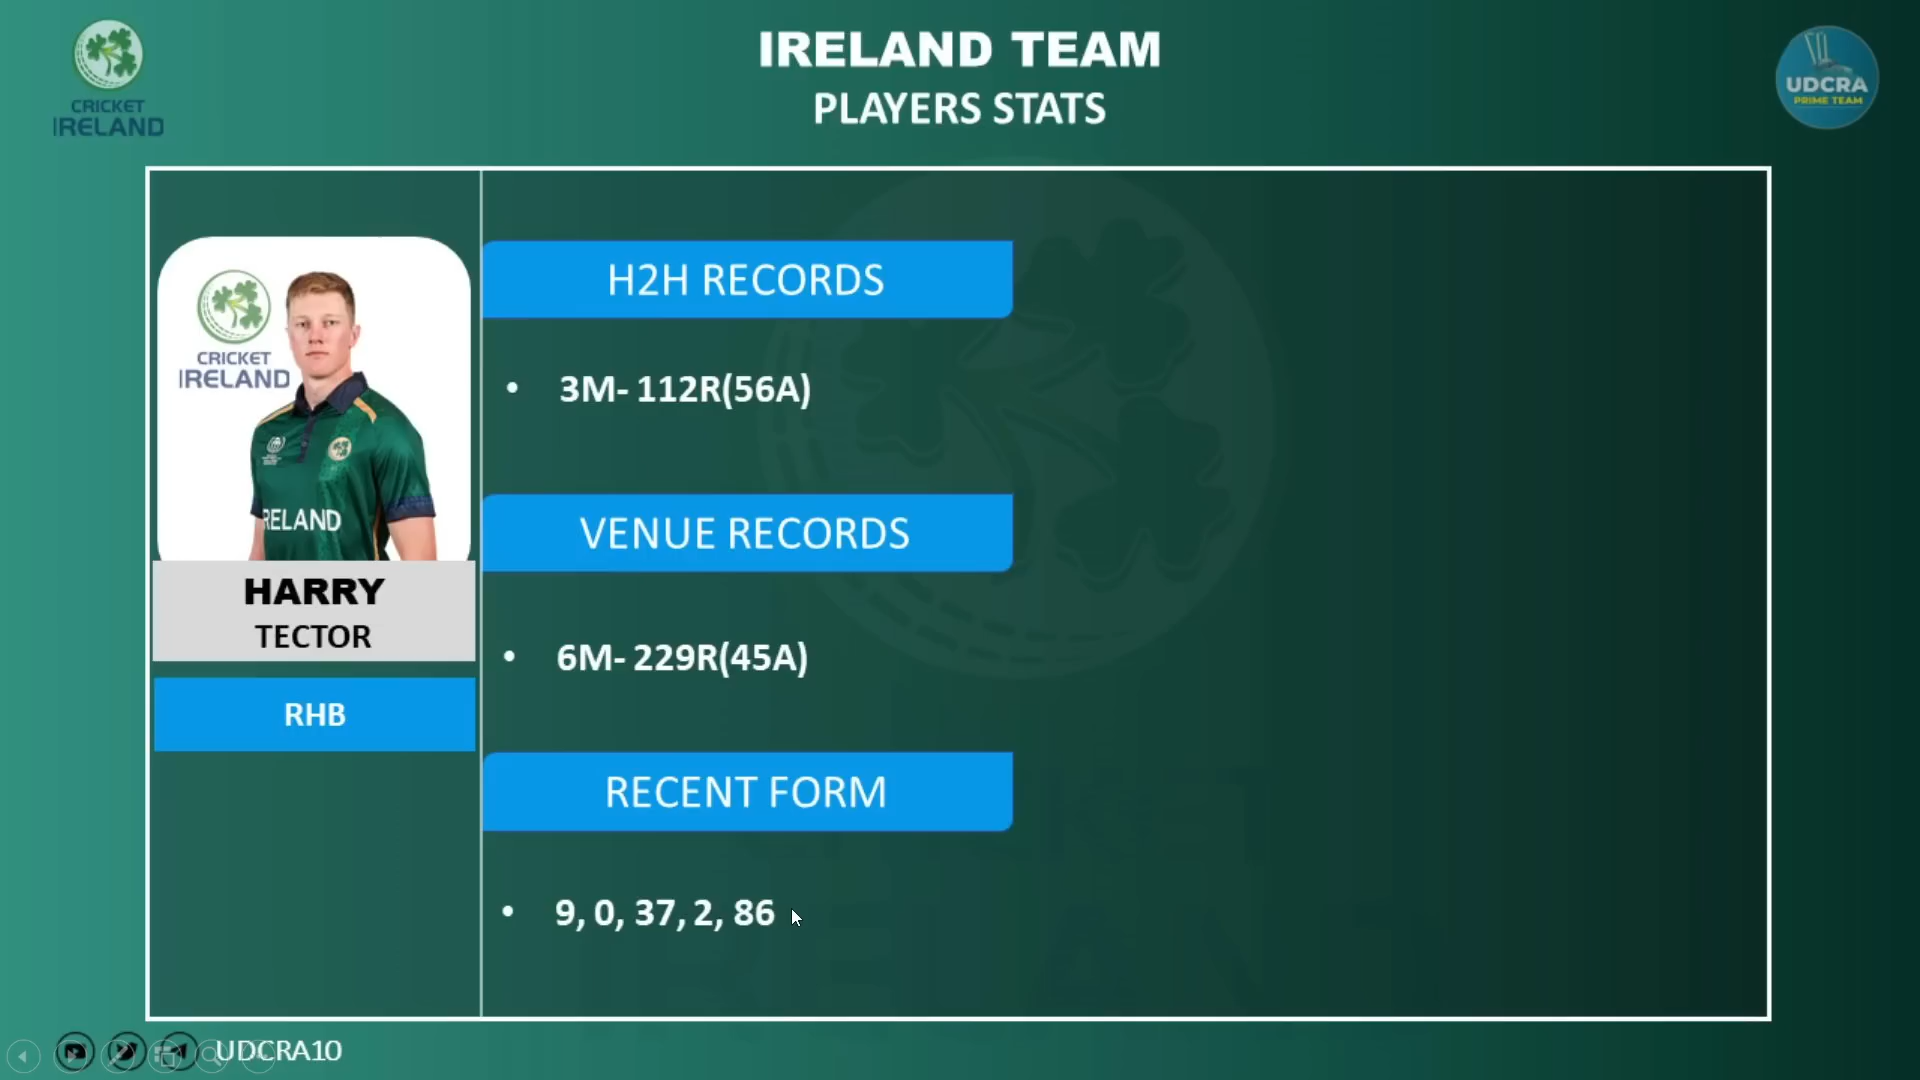 CRICKET
IRELAND
IRELAND TEAM
PLAYERS STATS
UDCRA
PRIME TEAM
CRICKET
IRELAND
IRELAND
HARRY
TECTOR
RHB
H2H RECORDS
• 3M- 112R(56A)
VENUE RECORDS
• 6M- 229R(45A)
RECENT FORM
• 9, 0, 37, 2, 86
UDCRA10